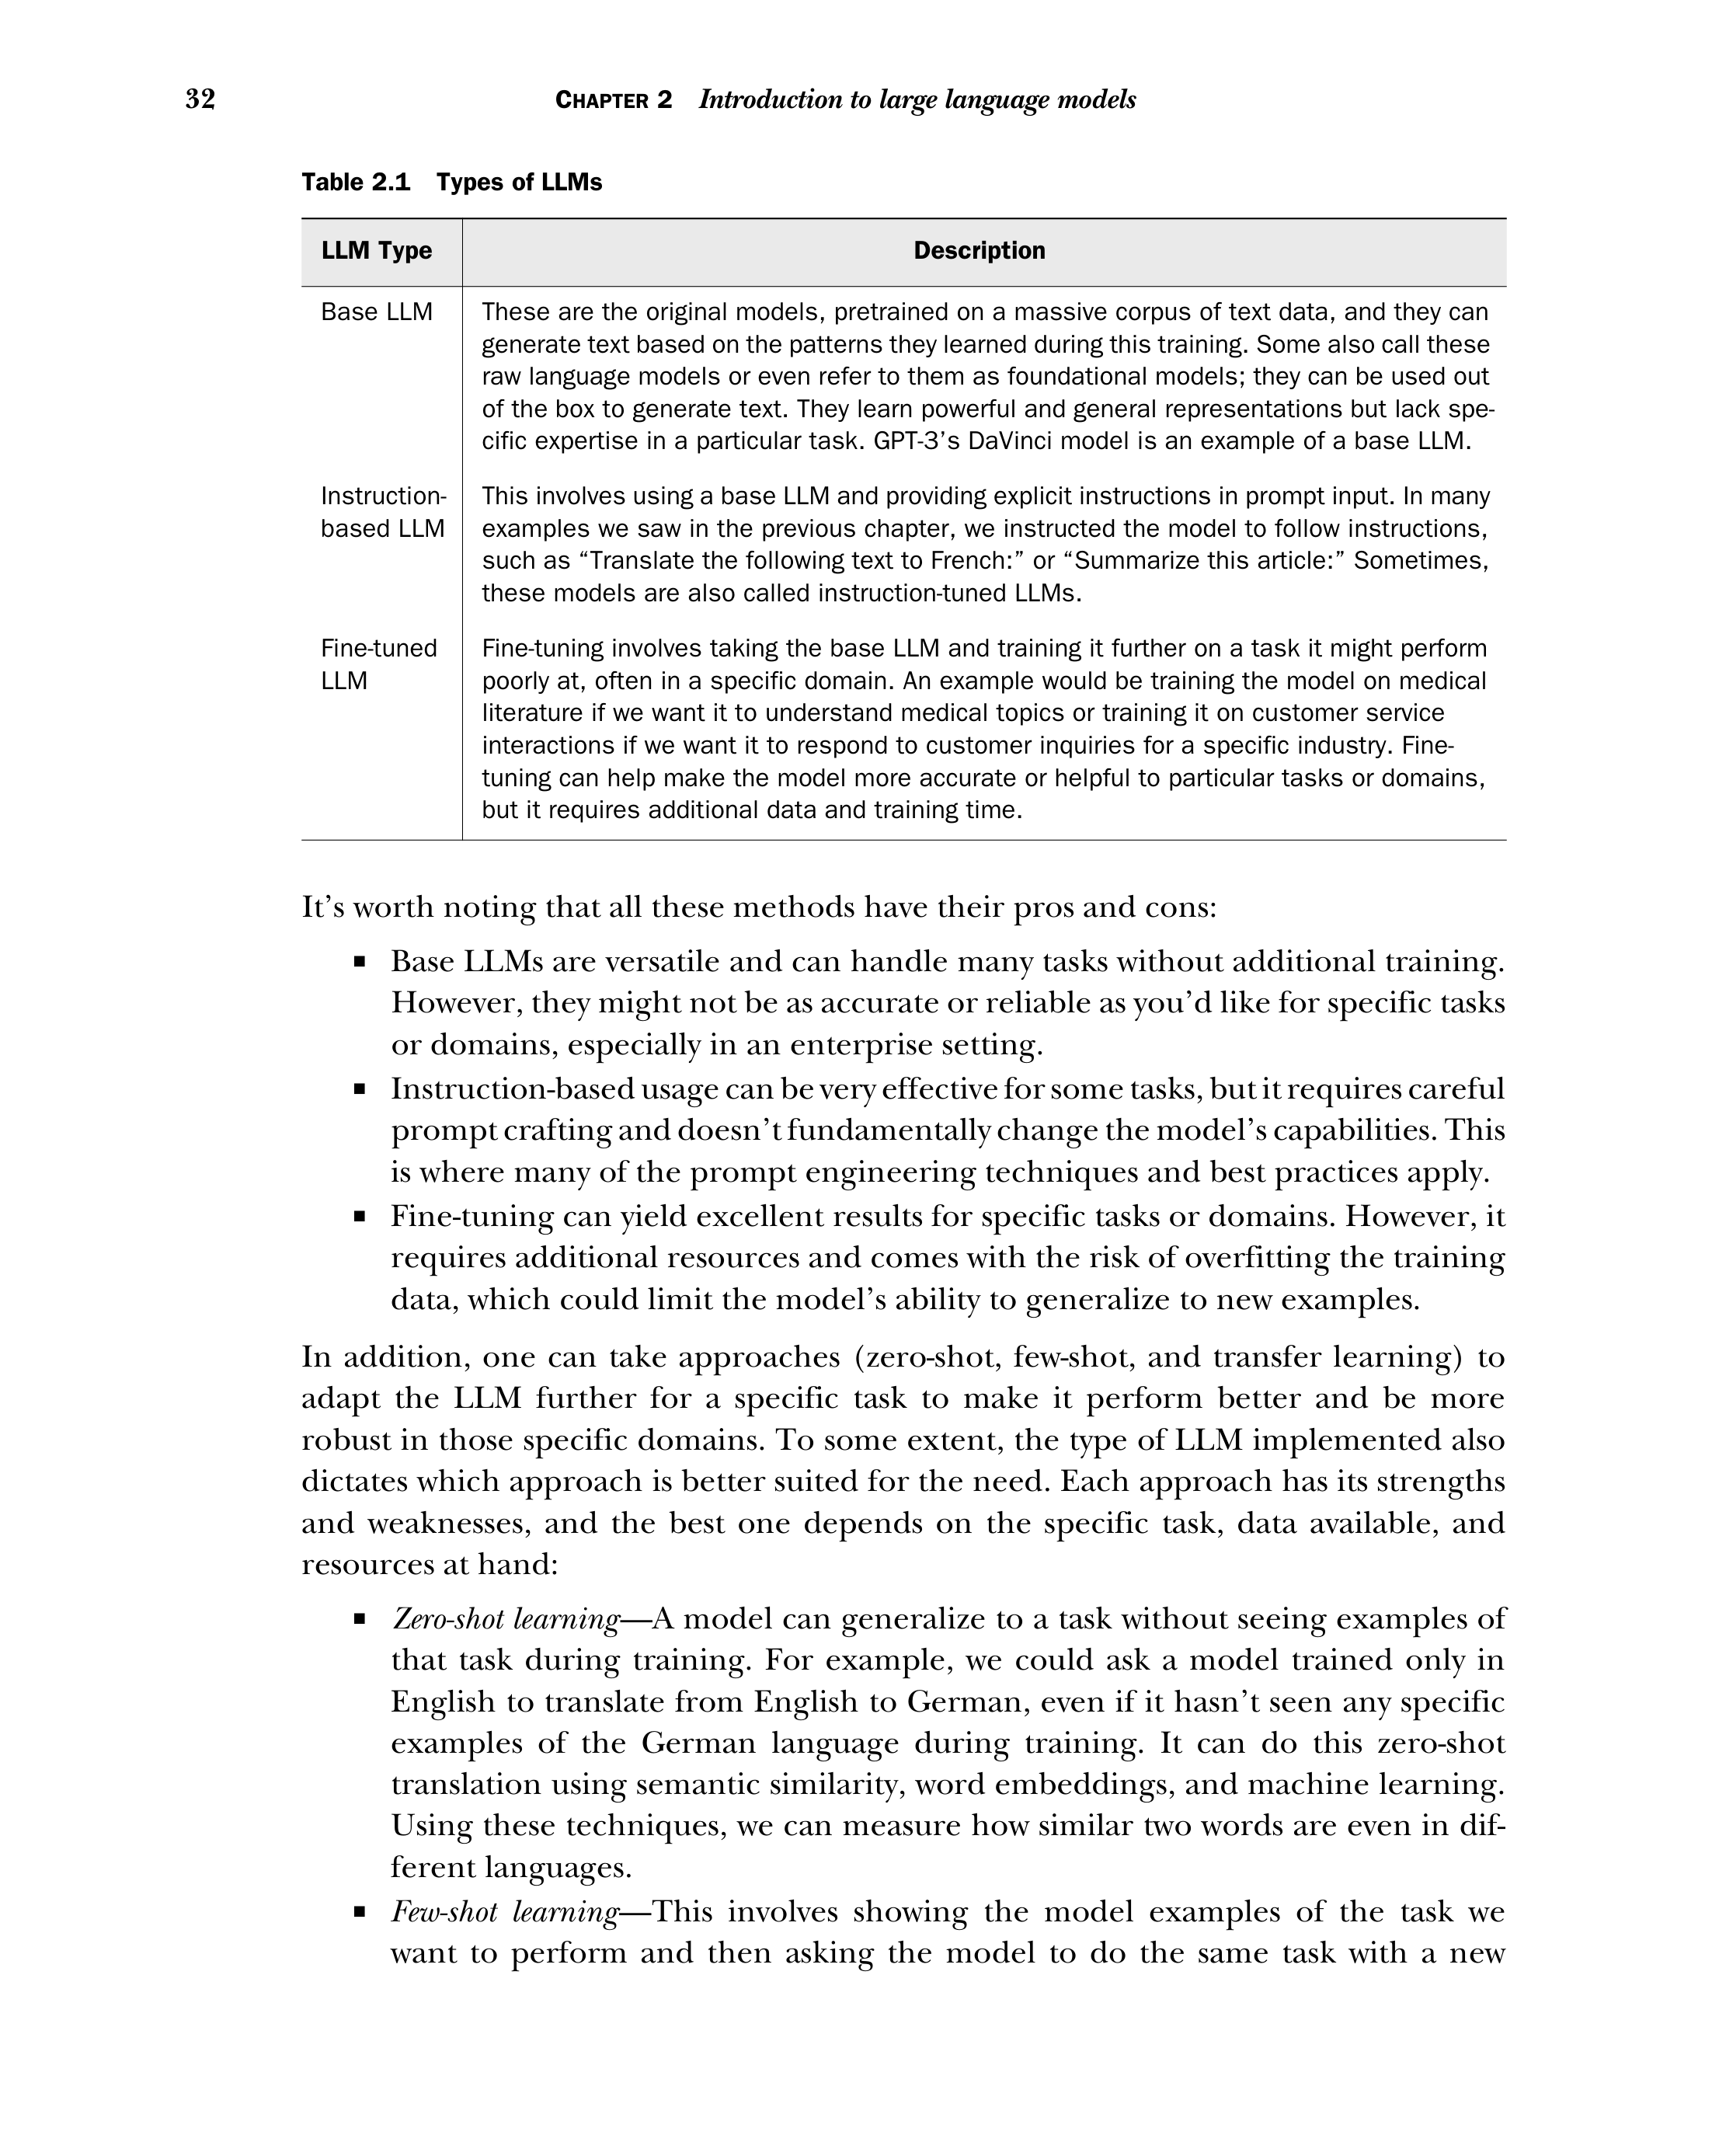 32
CHAPTER 2 Introduction to large language models
Table 2.1 Types of LLMs
LLM Type
Description
Base LLM
These are the original models, pretrained on a massive corpus of text data, and they can
generate text based on the patterns they learned during this training. Some also call these
raw language models or even refer to them as foundational models; they can be used out
of the box to generate text. They learn powerful and general representations but lack spe-
cific expertise in a particular task. GPT-3’s DaVinci model is an example of a base LLM.
Instruction-
based LLM
This involves using a base LLM and providing explicit instructions in prompt input. In many
examples we saw in the previous chapter, we instructed the model to follow instructions,
such as “Translate the following text to French:” or “Summarize this article:” Sometimes,
these models are also called instruction-tuned LLMs.
Fine-tuned
LLM
Fine-tuning involves taking the base LLM and training it further on a task it might perform
poorly at, often in a specific domain. An example would be training the model on medical
literature if we want it to understand medical topics or training it on customer service
interactions if we want it to respond to customer inquiries for a specific industry. Fine-
tuning can help make the model more accurate or helpful to particular tasks or domains,
but it requires additional data and training time.
It’s worth noting that all these methods have their pros and cons:
■ Base LLMs are versatile and can handle many tasks without additional training.
However, they might not be as accurate or reliable as you’d like for specific tasks
or domains, especially in an enterprise setting.
■ Instruction-based usage can be very effective for some tasks, but it requires careful
prompt crafting and doesn’t fundamentally change the model’s capabilities. This
is where many of the prompt engineering techniques and best practices apply.
■ Fine-tuning can yield excellent results for specific tasks or domains. However, it
requires additional resources and comes with the risk of overfitting the training
data, which could limit the model’s ability to generalize to new examples.
In addition, one can take approaches (zero-shot, few-shot, and transfer learning) to
adapt the LLM further for a specific task to make it perform better and be more
robust in those specific domains. To some extent, the type of LLM implemented also
dictates which approach is better suited for the need. Each approach has its strengths
and weaknesses, and the best one depends on the specific task, data available, and
resources at hand:
■ Zero-shot learning—A model can generalize to a task without seeing examples of
that task during training. For example, we could ask a model trained only in
English to translate from English to German, even if it hasn’t seen any specific
examples of the German language during training. It can do this zero-shot
translation using semantic similarity, word embeddings, and machine learning.
Using these techniques, we can measure how similar two words are even in dif-
ferent languages.
■ Few-shot learning—This involves showing the model examples of the task we
want to perform and then asking the model to do the same task with a new